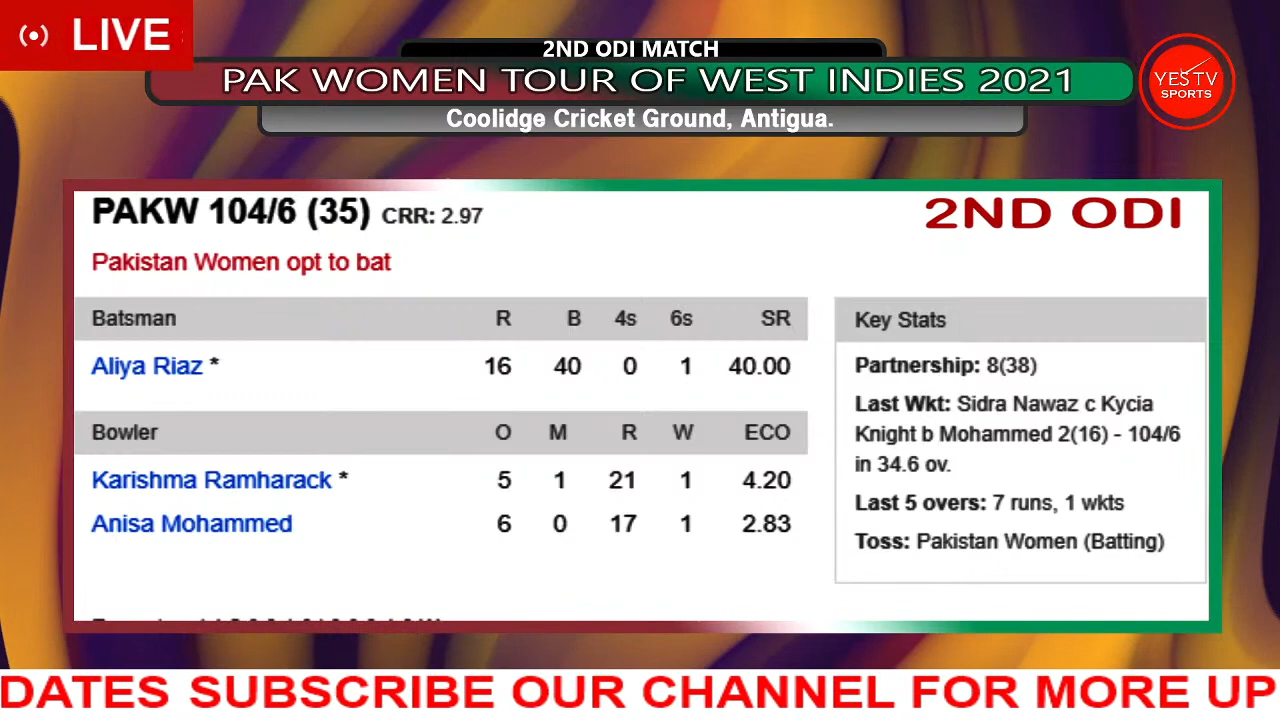 LIVE
2ND ODI MATCH
PAK WOMEN TOUR OF WEST INDIES 2021
YESTV
SPORTS
Coolidge Cricket Ground, Antigua.
PAKW 104/6 (35) CRR: 2.97
2ND ODI
Pakistan Women opt to bat
Batsman R B 4s 6s SR
Aliya Riaz * 16 40 0 1 40.00
Bowler O M R W ECO
Karishma Ramharack * 5 1 21 1 4.20
Anisa Mohammed 6 0 17 1 2.83
Key Stats
Partnership: 8(38)
Last Wkt: Sidra Nawaz c Kycia
Knight b Mohammed 2(16) - 104/6
in 34.6 ov.
Last 5 overs: 7 runs, 1 wkts
Toss: Pakistan Women (Batting)
DATES SUBSCRIBE OUR CHANNEL FOR MORE UP